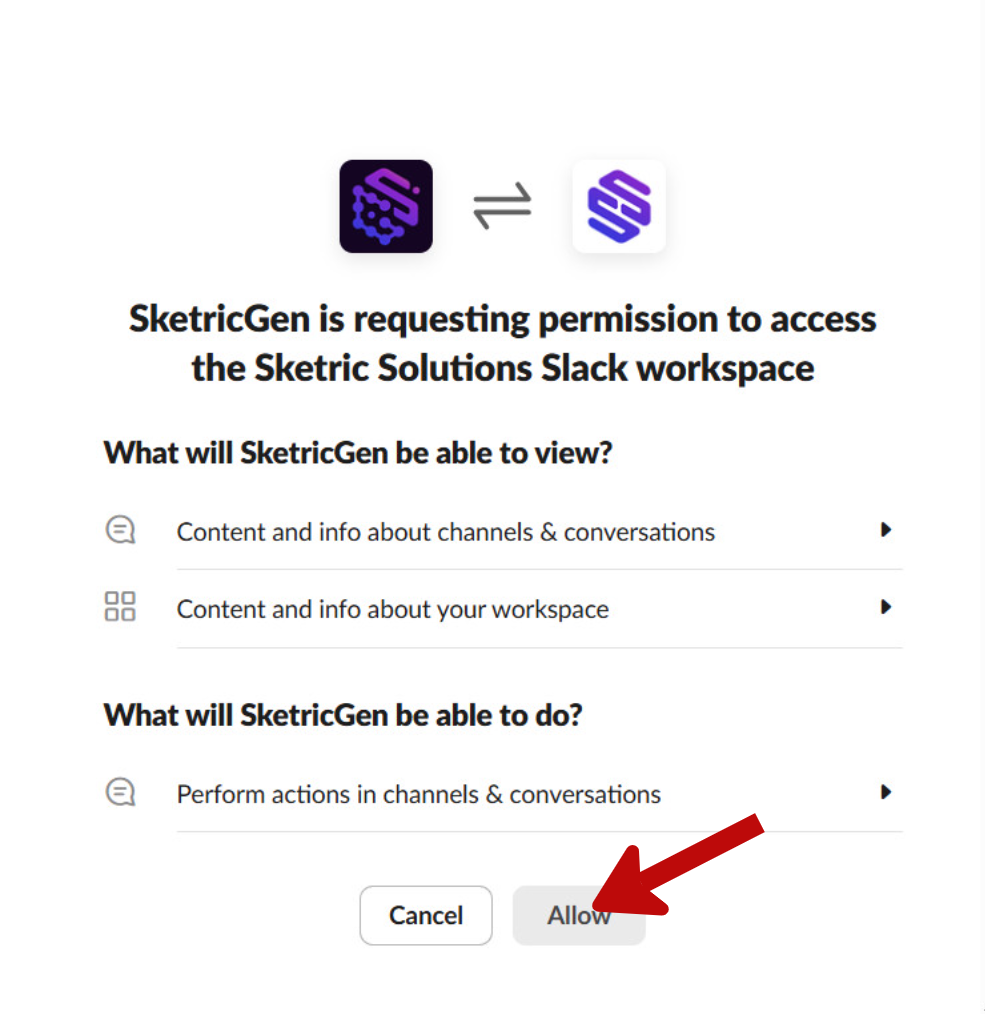 SketricGen is requesting permission to access
the Sketric Solutions Slack workspace
What will SketricGen be able to view?
Content and info about channels & conversations
Content and info about your workspace
What will SketricGen be able to do?
Perform actions in channels & conversations
Cancel
Allow